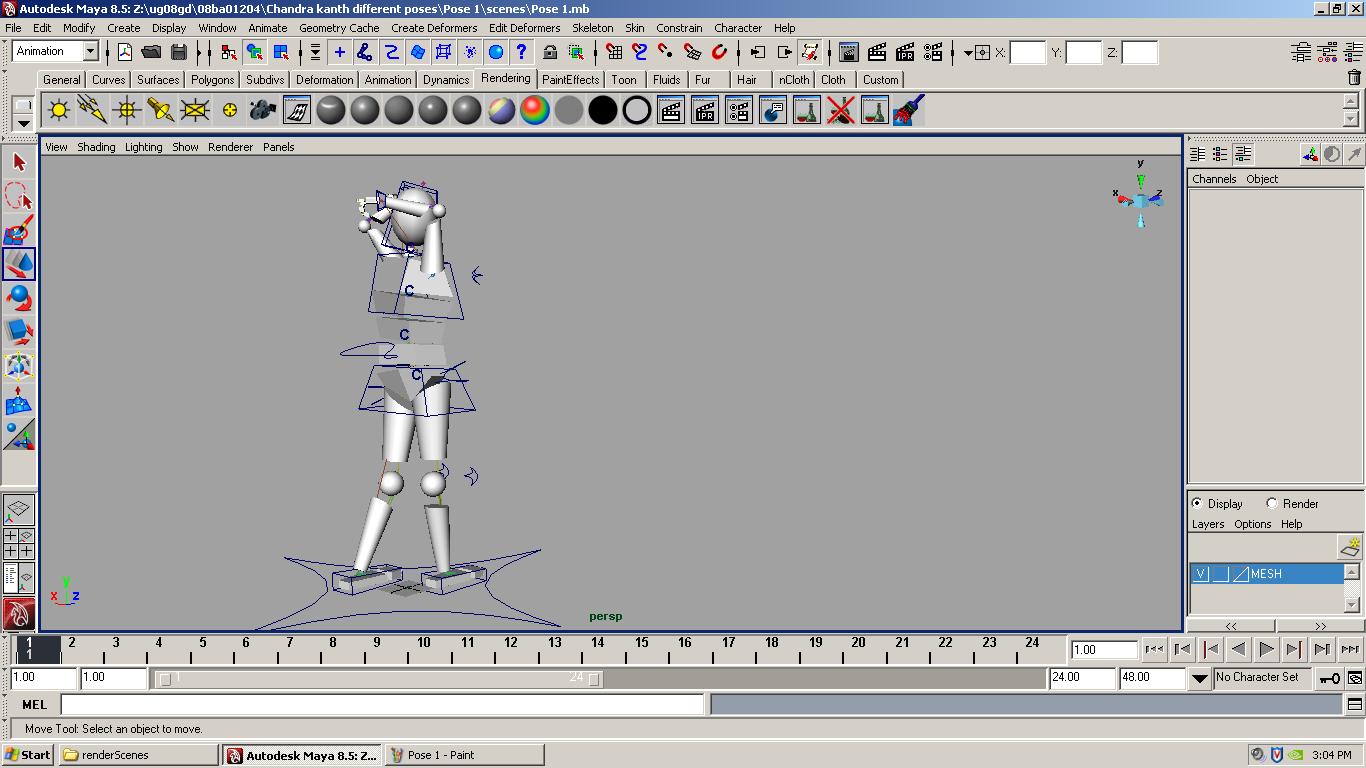 Autodesk Maya 8.5: Z:\ug08gd\08ba01204\Chandra kanth different poses\Pose 1\scenes\Pose 1.mb
File Edit Modify Create Display Window Animate Geometry Cache Create Deformers Edit Deformers Skeleton Skin Constrain Character Help
Animation X: Y: Z:
General Curves Surfaces Polygons Subdivs Deformation Animation Dynamics Rendering PaintEffects Toon Fluids Fur Hair nCloth Cloth Custom
IPR IPR
View Shading Lighting Show Renderer Panels
Channels Object
y
x z
C
C
C
C
Display Render
Layers Options Help
V MESH
y
x z
persp
<< >>
1 2 3 4 5 6 7 8 9 10 11 12 13 14 15 16 17 18 19 20 21 22 23 24
1 1.00
1.00 1.00 1 24 24.00 48.00 No Character Set
MEL
Move Tool: Select an object to move.
Start renderScenes Autodesk Maya 8.5: Z... Pose 1 - Paint 3:04 PM